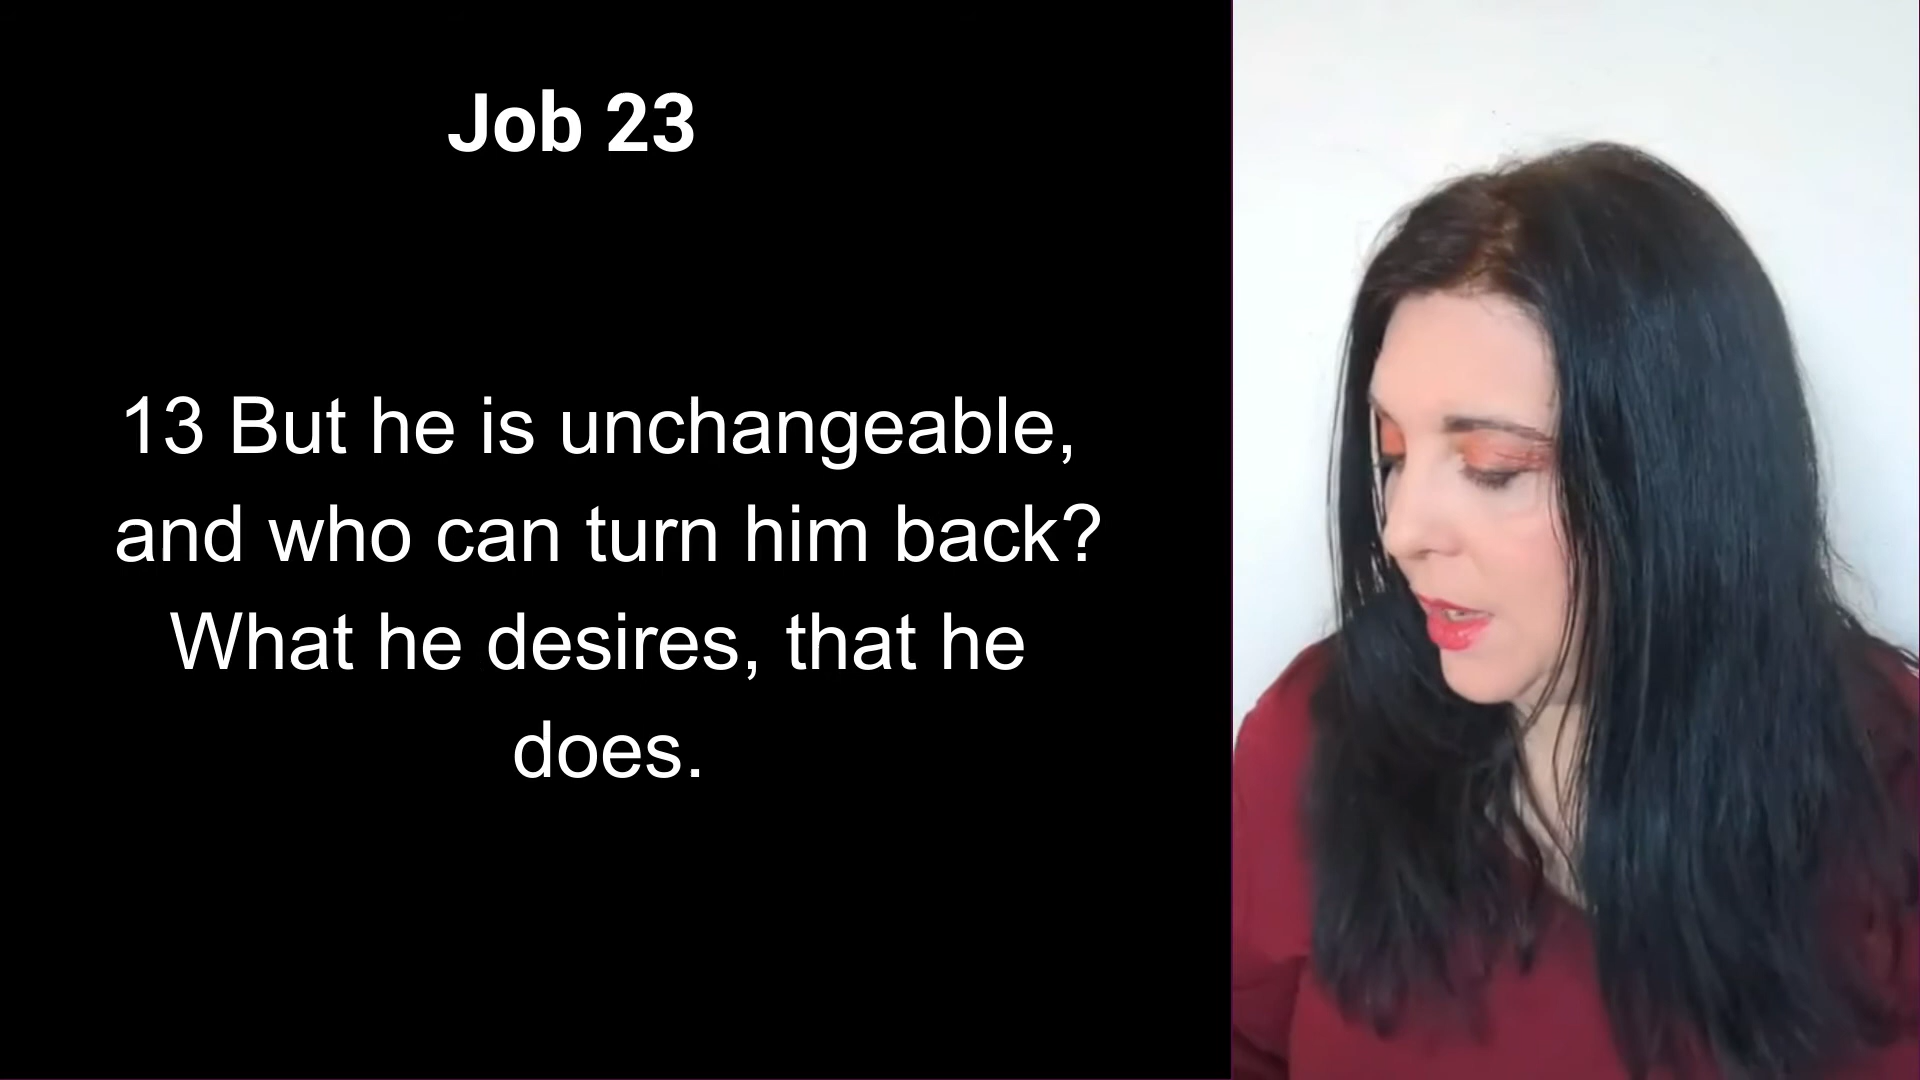 Job 23
13 But he is unchangeable,
and who can turn him back?
What he desires, that he
does.